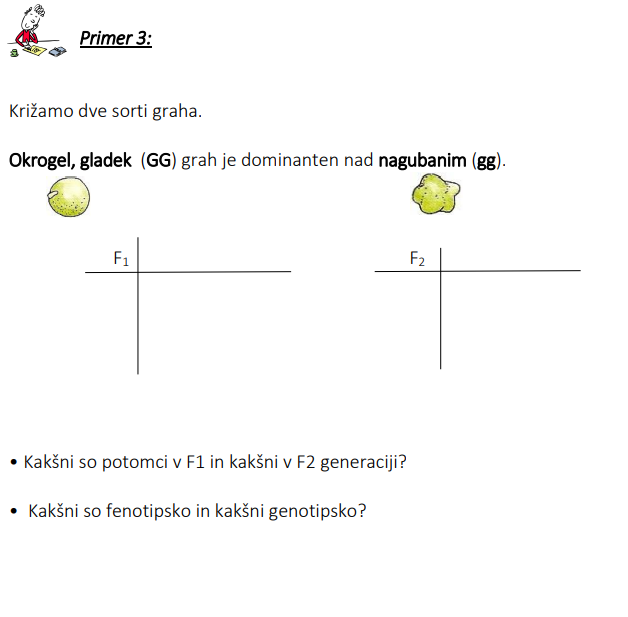 Primer 3:
Križamo dve sorti graha.
Okrogel, gladek (GG) grah je dominanten nad nagubanim (gg).
F₁ F₂
• Kakšni so potomci v F1 in kakšni v F2 generaciji?
• Kakšni so fenotipsko in kakšni genotipsko?